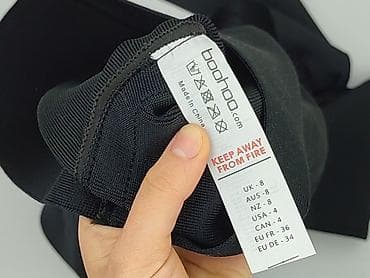 boohoo.com
Made in China
KEEP AWAY
FROM FIRE
UK - 8
AUS - 8
NZ - 8
USA - 4
CAN - 4
EU FR - 36
EU DE - 34